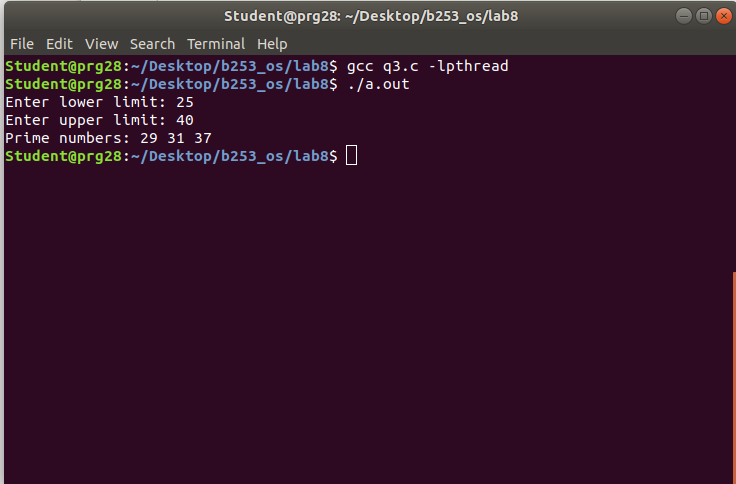 Student@prg28: ~/Desktop/b253_os/lab8
File Edit View Search Terminal Help
Student@prg28:~/Desktop/b253_os/lab8$ gcc q3.c -lpthread
Student@prg28:~/Desktop/b253_os/lab8$ ./a.out
Enter lower limit: 25
Enter upper limit: 40
Prime numbers: 29 31 37
Student@prg28:~/Desktop/b253_os/lab8$